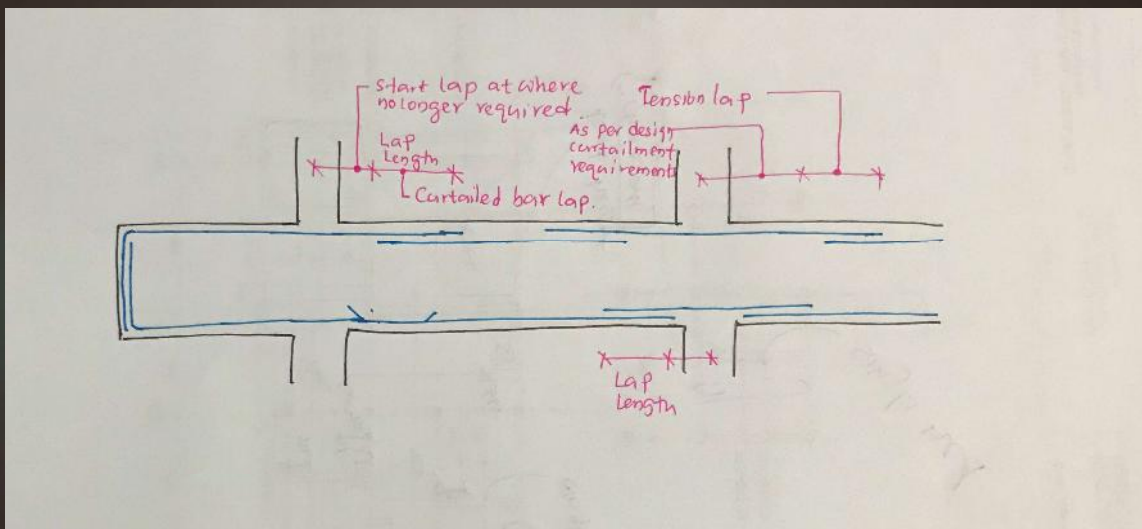 Start lap at where
no longer required
Lap
Length
Curtailed bar lap.
Tension lap
As per design
curtailment
requirement
Lap
Length